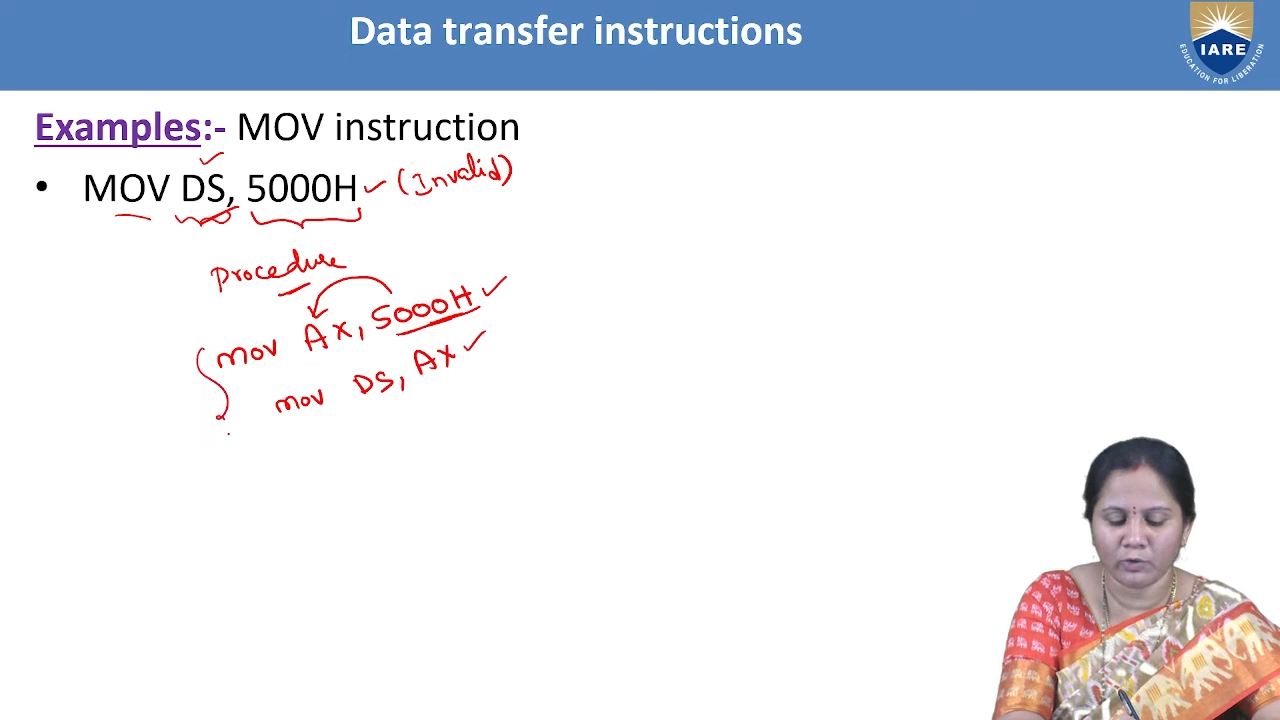 Data transfer instructions
IARE
EDUCATION FOR LIBERATION
Examples:- MOV instruction
• MOV DS, 5000H (Invalid)
Procedure
mov AX, 5000H
mov DS, AX